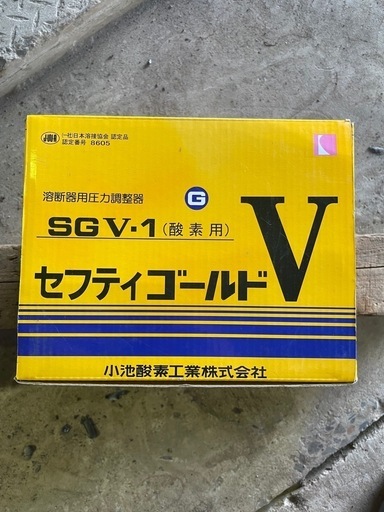 (一社)日本溶接協会 認定品
認定番号 8605
溶断器用圧力調整器
G
SGV・1(酸素用)
セフティゴールドV
小池酸素工業株式会社